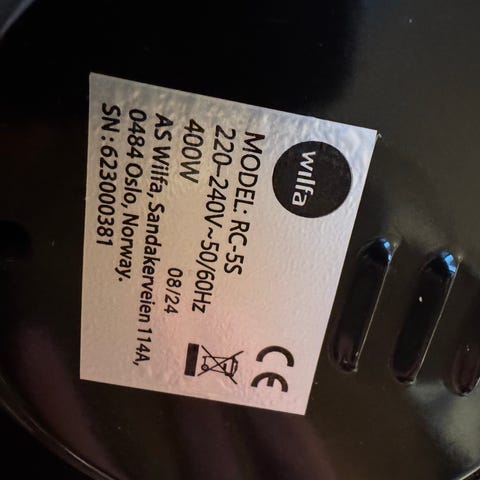 wilfa
MODEL: RC-5S
220–240V~50/60Hz
400W
08/24
AS Wilfa, Sandakerveien 114A,
0484 Oslo, Norway.
SN : 623000381
CE